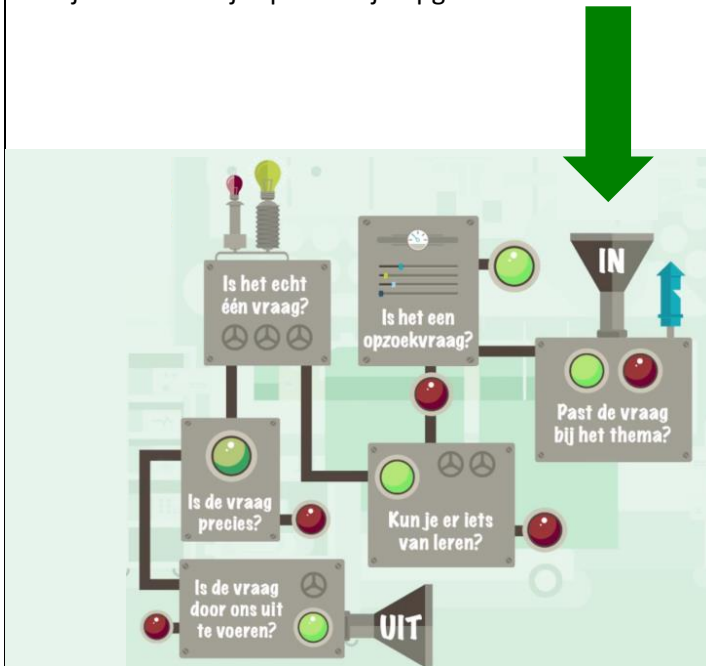 IN
Past de vraag
bij het thema?
Is het een
opzoekvraag?
Kun je er iets
van leren?
Is het echt
één vraag?
Is de vraag
precies?
Is de vraag
door ons uit
te voeren?
UIT